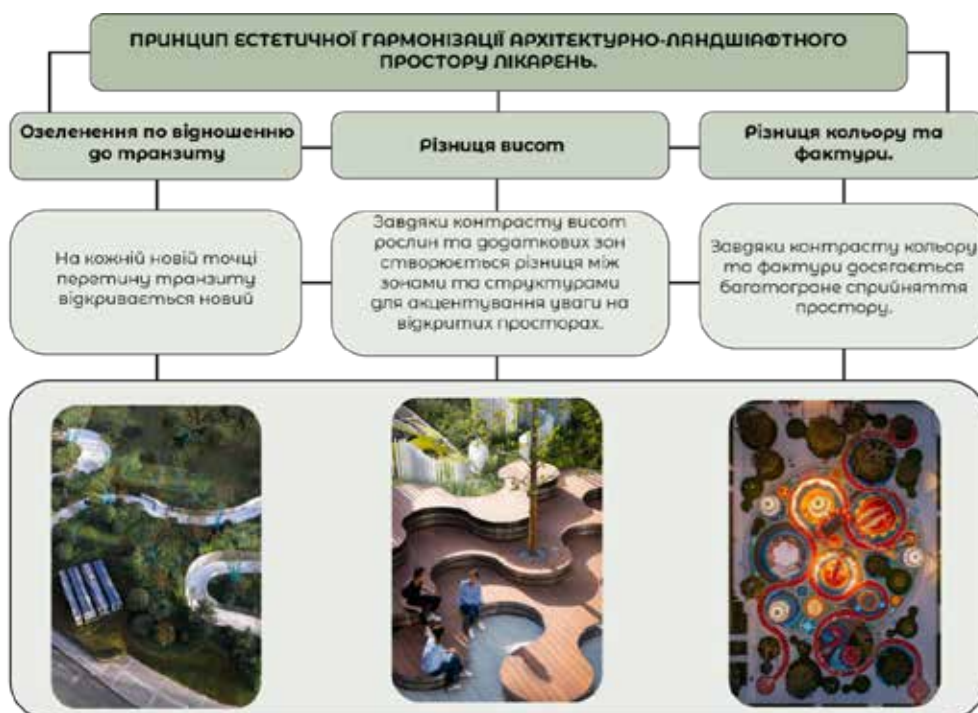 ПРИНЦИП ЕСТЕТИЧНОЇ ГАРМОНІЗАЦІЇ АРХІТЕКТУРНО-ЛАНДШАФТНОГО
ПРОСТОРУ ЛІКАРЕНЬ.
Озеленення по відношенню
до транзиту
Різниця висот
Різниця кольору та
фактури.
На кожній новій точці
перетину транзиту
відкривається новий
Завдяки контрасту висот
рослин та додаткових зон
створюється різниця між
зонами та структурами
для акцентування уваги на
відкритих просторах.
Завдяки контрасту кольору
та фактури досягається
багатогране сприйняття
простору.